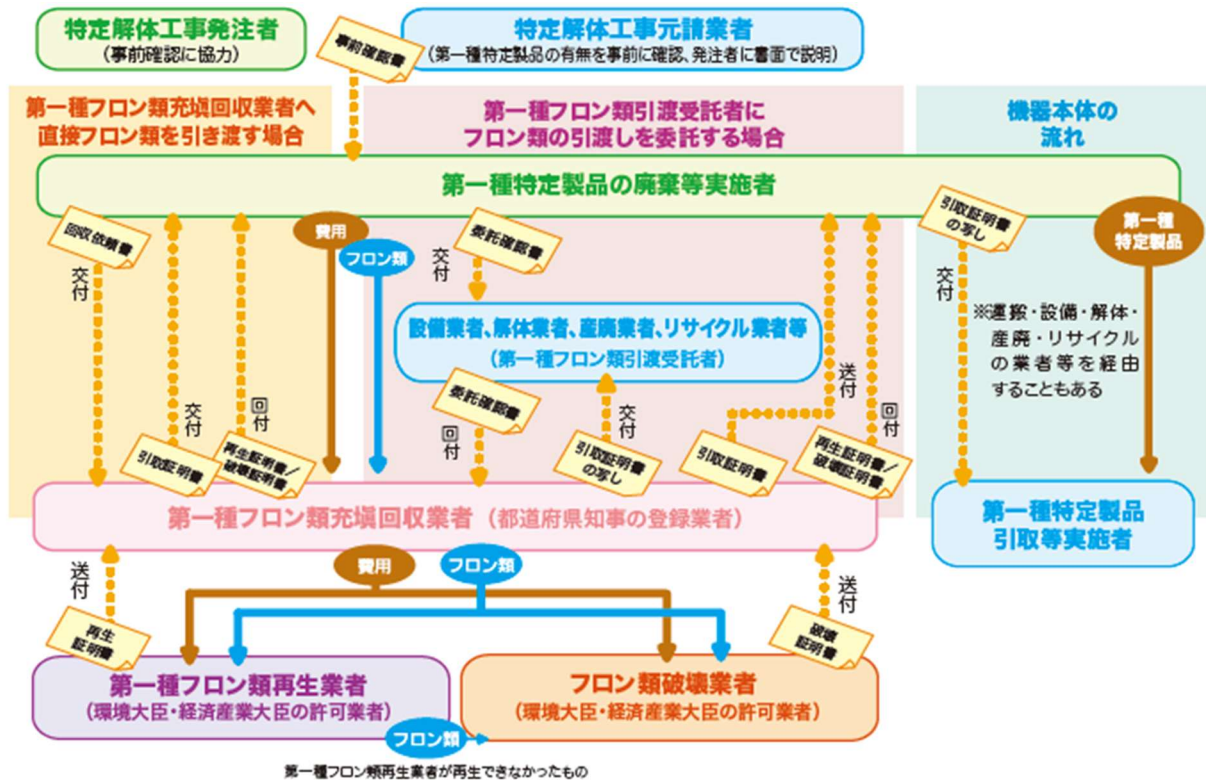 特定解体工事発注者
（事前確認に協力）
事前確認書
特定解体工事元請業者
（第一種特定製品の有無を事前に確認、発注者に書面で説明）
第一種フロン類充塡回収業者へ
直接フロン類を引き渡す場合
第一種フロン類引渡受託者に
フロン類の引渡しを委託する場合
機器本体の
流れ
第一種特定製品の廃棄等実施者
回収依頼書
交付
引取証明書
交付
再生証明書／
破壊証明書
回付
費用
フロン類
委託確認書
交付
設備業者、解体業者、産廃業者、リサイクル業者等
（第一種フロン類引渡受託者）
委託確認書
回付
引取証明書
の写し
交付
引取証明書
送付
再生証明書／
破壊証明書
回付
引取証明書
の写し
交付
第一種
特定製品
※運搬・設備・解体・
産廃・リサイクル
の業者等を経由
することもある
第一種フロン類充塡回収業者（都道府県知事の登録業者）
第一種特定製品
引取等実施者
送付
再生
証明書
費用
フロン類
送付
破壊
証明書
第一種フロン類再生業者
（環境大臣・経済産業大臣の許可業者）
フロン類破壊業者
（環境大臣・経済産業大臣の許可業者）
フロン類
第一種フロン類再生業者が再生できなかったもの